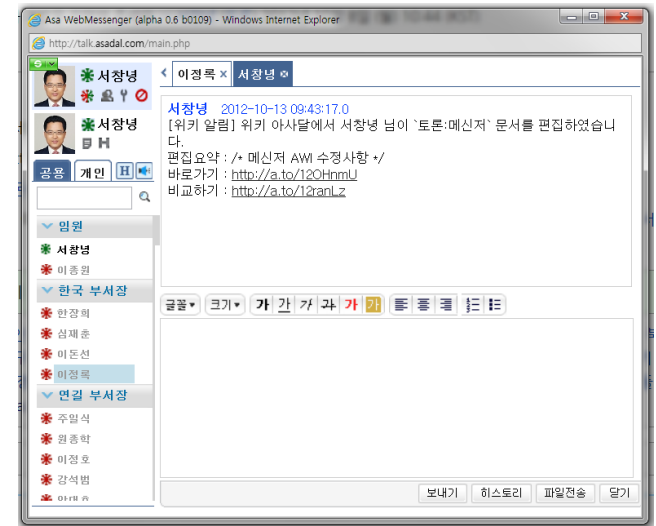 Asa WebMessenger (alpha 0.6 b0109) - Windows Internet Explorer
http://talk.asadal.com/main.php
서창녕
서창녕
공용 개인 H
이정록 × 서창녕
서창녕 2012-10-13 09:43:17.0
[위키 알림] 위키 아사달에서 서창녕 님이 `토론:메신저` 문서를 편집하였습니
다.
편집요약 : /* 메신저 AWI 수정사항 */
바로가기 : http://a.to/12OHnmU
비교하기 : http://a.to/12ranLz
임원
서창녕
이종원
한국 부서장
한장희
심재춘
이돈선
이정록
연길 부서장
주일식
원종학
이정호
강석범
글꼴▾ 크기▾ 가 가 가 가 가 가
보내기 히스토리 파일전송 닫기